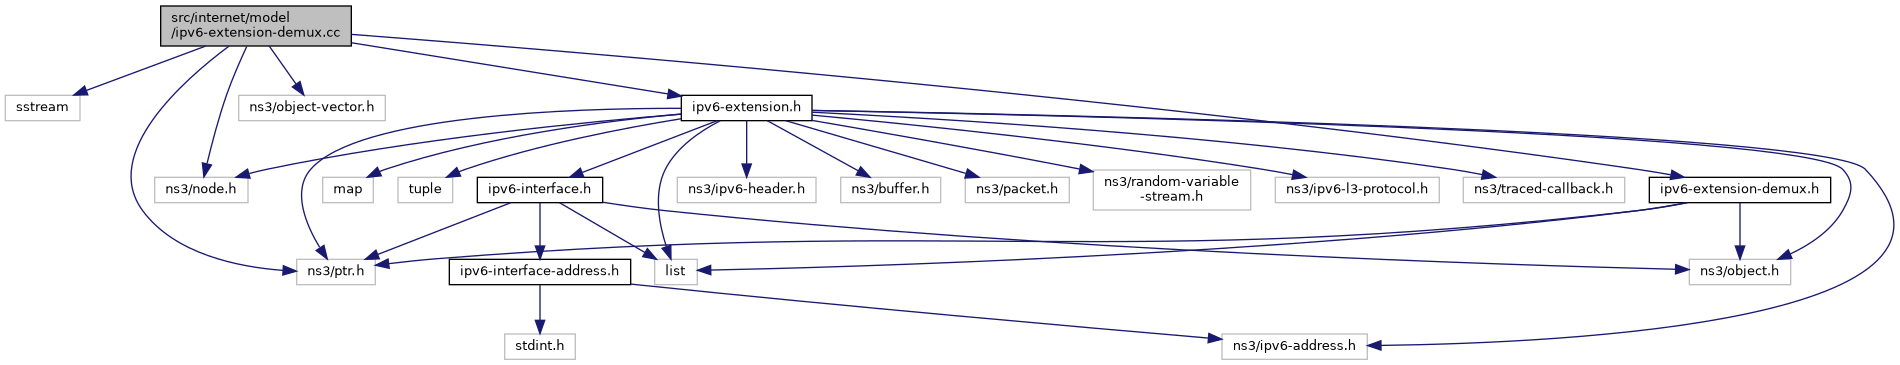 src/internet/model
/ipv6-extension-demux.cc
sstream
ns3/object-vector.h
ipv6-extension.h
ns3/node.h
map
tuple
ipv6-interface.h
ns3/ipv6-header.h
ns3/buffer.h
ns3/packet.h
ns3/random-variable
-stream.h
ns3/ipv6-l3-protocol.h
ns3/traced-callback.h
ipv6-extension-demux.h
ns3/ptr.h
ipv6-interface-address.h
list
ns3/object.h
stdint.h
ns3/ipv6-address.h